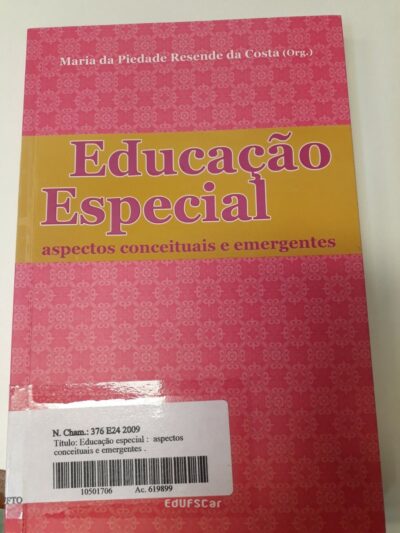 Maria da Piedade Resende da Costa (Org.)
Educação
Especial
aspectos conceituais e emergentes
N. Cham.: 376 E24 2009
Título: Educação especial : aspectos
conceituais e emergentes .
10501706 Ac. 619899
EdUFSCar